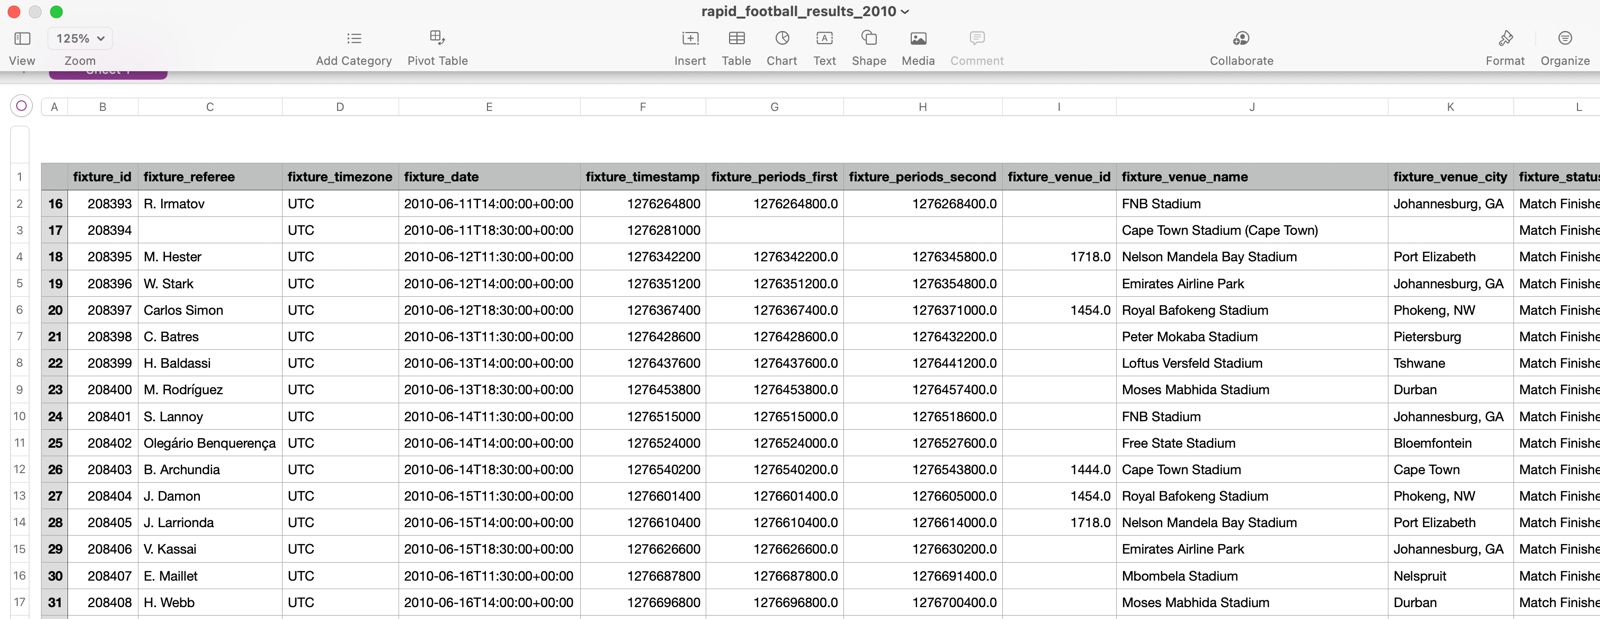 rapid_football_results_2010
125%
View Zoom Add Category Pivot Table Insert Table Chart Text Shape Media Comment Collaborate Format Organize
A B C D E F G H I J K L
1 fixture_id fixture_referee fixture_timezone fixture_date fixture_timestamp fixture_periods_first fixture_periods_second fixture_venue_id fixture_venue_name fixture_venue_city fixture_status
2 16 208393 R. Irmatov UTC 2010-06-11T14:00:00+00:00 1276264800 1276264800.0 1276268400.0 FNB Stadium Johannesburg, GA Match Finishe
3 17 208394 UTC 2010-06-11T18:30:00+00:00 1276281000 Cape Town Stadium (Cape Town) Match Finishe
4 18 208395 M. Hester UTC 2010-06-12T11:30:00+00:00 1276342200 1276342200.0 1276345800.0 1718.0 Nelson Mandela Bay Stadium Port Elizabeth Match Finishe
5 19 208396 W. Stark UTC 2010-06-12T14:00:00+00:00 1276351200 1276351200.0 1276354800.0 Emirates Airline Park Johannesburg, GA Match Finishe
6 20 208397 Carlos Simon UTC 2010-06-12T18:30:00+00:00 1276367400 1276367400.0 1276371000.0 1454.0 Royal Bafokeng Stadium Phokeng, NW Match Finishe
7 21 208398 C. Batres UTC 2010-06-13T11:30:00+00:00 1276428600 1276428600.0 1276432200.0 Peter Mokaba Stadium Pietersburg Match Finishe
8 22 208399 H. Baldassi UTC 2010-06-13T14:00:00+00:00 1276437600 1276437600.0 1276441200.0 Loftus Versfeld Stadium Tshwane Match Finishe
9 23 208400 M. Rodríguez UTC 2010-06-13T18:30:00+00:00 1276453800 1276453800.0 1276457400.0 Moses Mabhida Stadium Durban Match Finishe
10 24 208401 S. Lannoy UTC 2010-06-14T11:30:00+00:00 1276515000 1276515000.0 1276518600.0 FNB Stadium Johannesburg, GA Match Finishe
11 25 208402 Olegário Benquerença UTC 2010-06-14T14:00:00+00:00 1276524000 1276524000.0 1276527600.0 Free State Stadium Bloemfontein Match Finishe
12 26 208403 B. Archundia UTC 2010-06-14T18:30:00+00:00 1276540200 1276540200.0 1276543800.0 1444.0 Cape Town Stadium Cape Town Match Finishe
13 27 208404 J. Damon UTC 2010-06-15T11:30:00+00:00 1276601400 1276601400.0 1276605000.0 1454.0 Royal Bafokeng Stadium Phokeng, NW Match Finishe
14 28 208405 J. Larrionda UTC 2010-06-15T14:00:00+00:00 1276610400 1276610400.0 1276614000.0 1718.0 Nelson Mandela Bay Stadium Port Elizabeth Match Finishe
15 29 208406 V. Kassai UTC 2010-06-15T18:30:00+00:00 1276626600 1276626600.0 1276630200.0 Emirates Airline Park Johannesburg, GA Match Finishe
16 30 208407 E. Maillet UTC 2010-06-16T11:30:00+00:00 1276687800 1276687800.0 1276691400.0 Mbombela Stadium Nelspruit Match Finishe
17 31 208408 H. Webb UTC 2010-06-16T14:00:00+00:00 1276696800 1276696800.0 1276700400.0 Moses Mabhida Stadium Durban Match Finishe